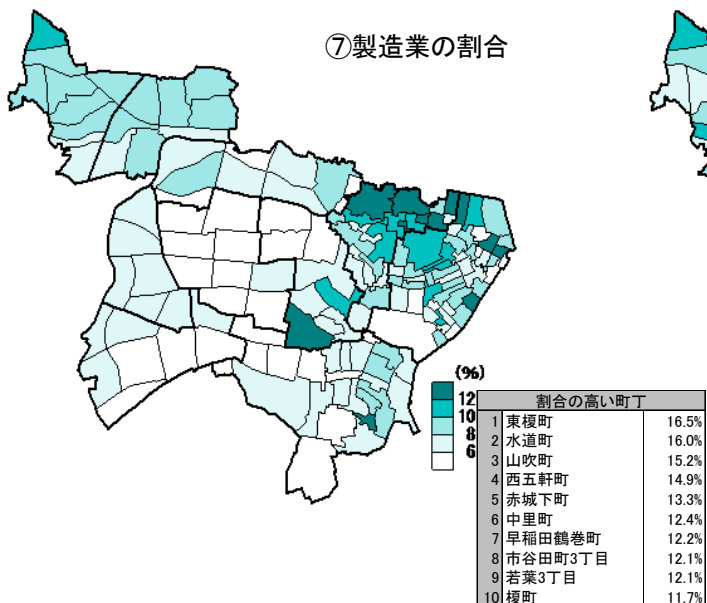 ⑦製造業の割合
(%)
12
10
8
6
割合の高い町丁
1 東榎町 16.5%
2 水道町 16.0%
3 山吹町 15.2%
4 西五軒町 14.9%
5 赤城下町 13.3%
6 中里町 12.4%
7 早稲田鶴巻町 12.2%
8 市谷田町3丁目 12.1%
9 若葉3丁目 12.1%
10 榎町 11.7%